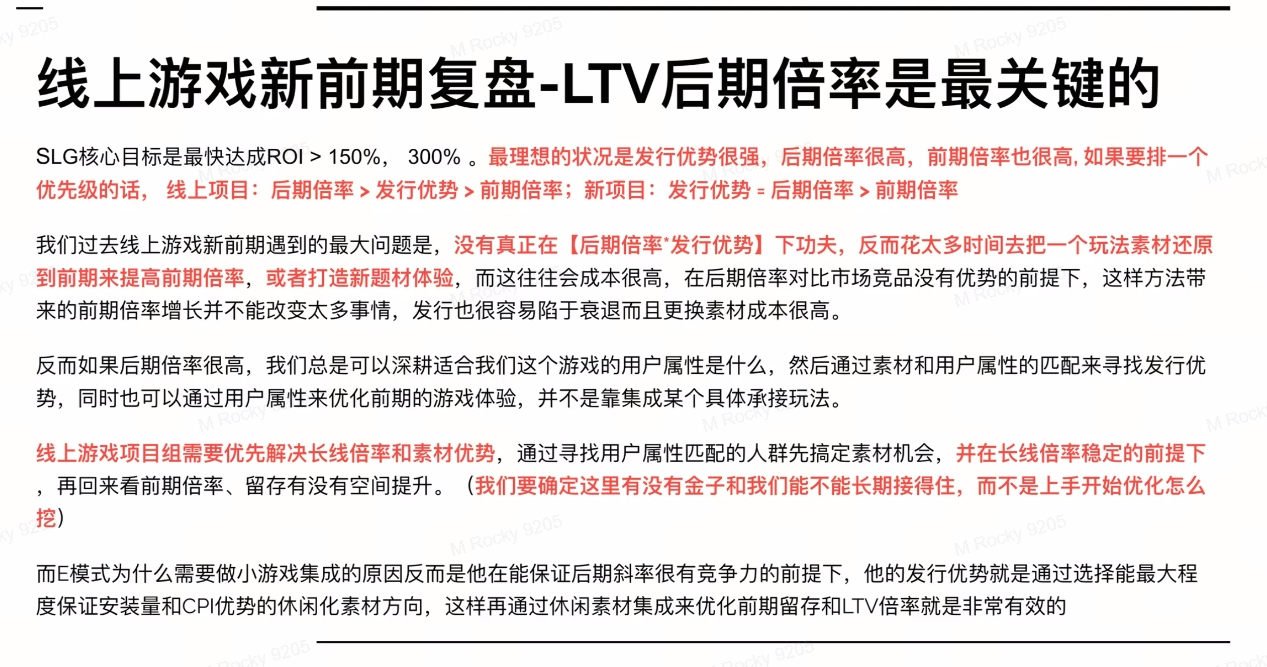 线上游戏新前期复盘-LTV后期倍率是最关键的
SLG核心目标是最快达成ROI > 150%， 300% 。最理想的状况是发行优势很强，后期倍率很高，前期倍率也很高, 如果要排一个
优先级的话， 线上项目：后期倍率 > 发行优势 > 前期倍率；新项目：发行优势 = 后期倍率 > 前期倍率
我们过去线上游戏新前期遇到的最大问题是，没有真正在【后期倍率*发行优势】下功夫，反而花太多时间去把一个玩法素材还原
到前期来提高前期倍率，或者打造新题材体验，而这往往会成本很高，在后期倍率对比市场竞品没有优势的前提下，这样方法带
来的前期倍率增长并不能改变太多事情，发行也很容易陷于衰退而且更换素材成本很高。
反而如果后期倍率很高，我们总是可以深耕适合我们这个游戏的用户属性是什么，然后通过素材和用户属性的匹配来寻找发行优
势，同时也可以通过用户属性来优化前期的游戏体验，并不是靠集成某个具体承接玩法。
线上游戏项目组需要优先解决长线倍率和素材优势，通过寻找用户属性匹配的人群先搞定素材机会，并在长线倍率稳定的前提下
，再回来看前期倍率、留存有没有空间提升。（我们要确定这里有没有金子和我们能不能长期接得住，而不是上手开始优化怎么
挖）
而E模式为什么需要做小游戏集成的原因反而是他在能保证后期斜率很有竞争力的前提下，他的发行优势就是通过选择能最大程
度保证安装量和CPI优势的休闲化素材方向，这样再通过休闲素材集成来优化前期留存和LTV倍率就是非常有效的
M Rocky 9205